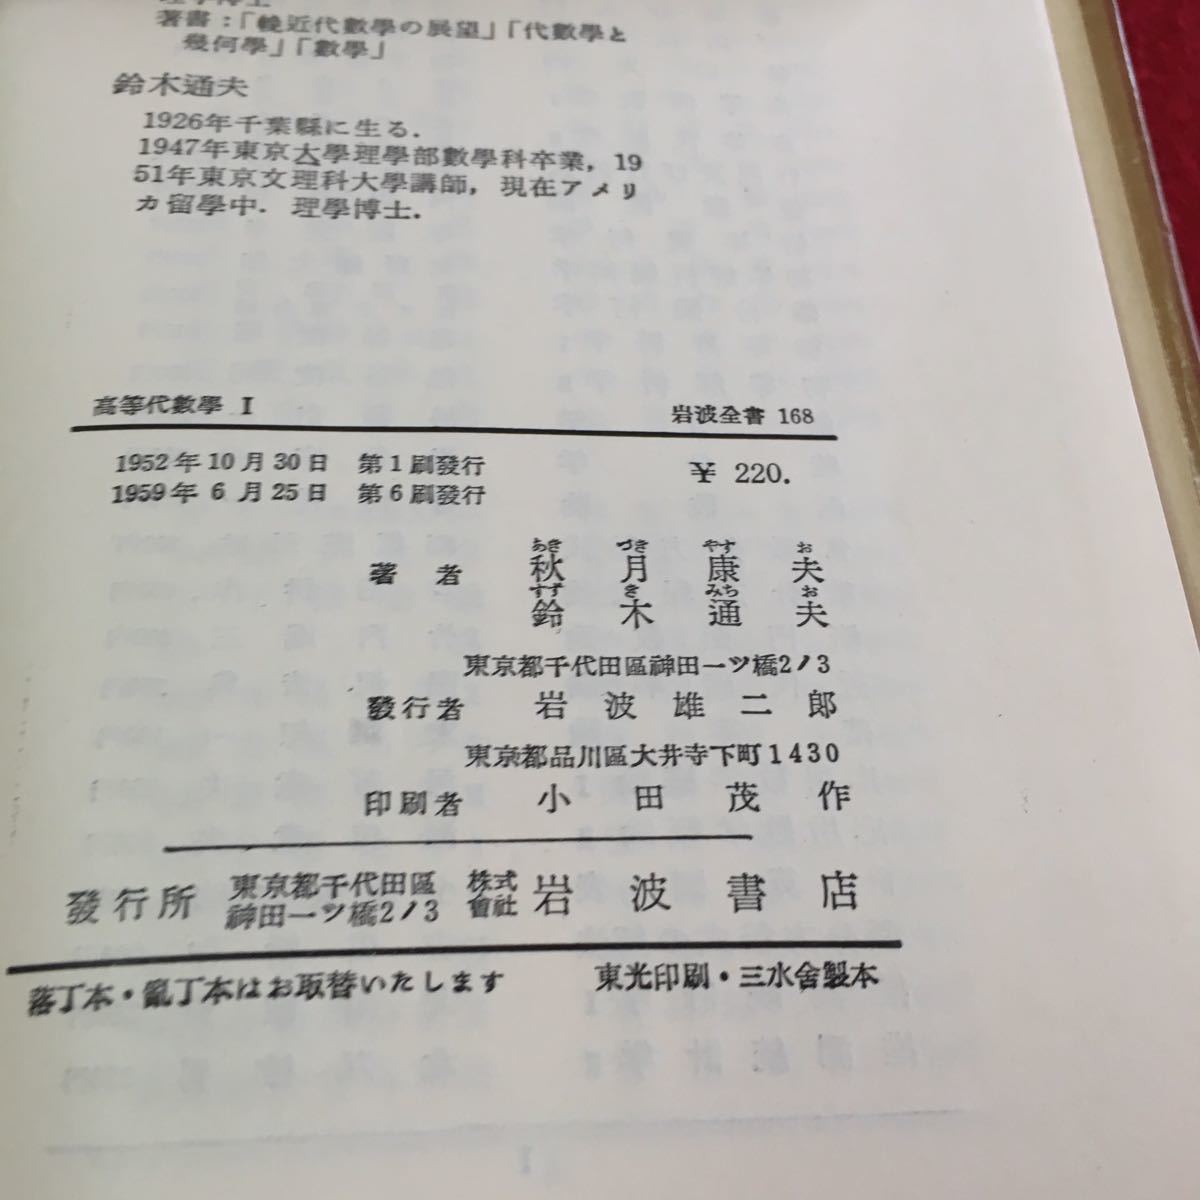 理學博士
著書：「輓近代數學の展望」「代數學と
幾何學」「數學」
鈴木通夫
1926年千葉縣に生る．
1947年東京大學理學部數學科卒業，19
51年東京文理科大學講師，現在アメリ
カ留學中．理學博士．
高等代數學 I 岩波全書 168
1952年10月30日 第1刷發行 ¥ 220.
1959年6月25日 第6刷發行
あき づき やす お
著者 秋月康夫
すず き みち お
鈴木通夫
東京都千代田區神田一ツ橋2ノ3
發行者 岩波雄二郎
東京都品川區大井寺下町1430
印刷者 小田茂作
發行所 東京都千代田區神田一ツ橋2ノ3 株式會社 岩波書店
落丁本・亂丁本はお取替いたします 東光印刷・三水舍製本